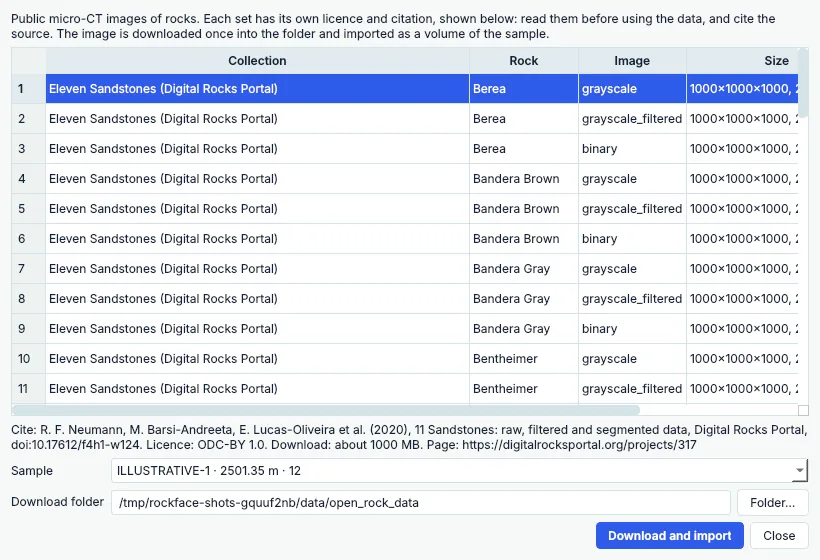 Public micro-CT images of rocks. Each set has its own licence and citation, shown below: read them before using the data, and cite the
source. The image is downloaded once into the folder and imported as a volume of the sample.
Collection Rock Image Size
1 Eleven Sandstones (Digital Rocks Portal) Berea grayscale 1000×1000×1000,
2 Eleven Sandstones (Digital Rocks Portal) Berea grayscale_filtered 1000×1000×1000,
3 Eleven Sandstones (Digital Rocks Portal) Berea binary 1000×1000×1000,
4 Eleven Sandstones (Digital Rocks Portal) Bandera Brown grayscale 1000×1000×1000,
5 Eleven Sandstones (Digital Rocks Portal) Bandera Brown grayscale_filtered 1000×1000×1000,
6 Eleven Sandstones (Digital Rocks Portal) Bandera Brown binary 1000×1000×1000,
7 Eleven Sandstones (Digital Rocks Portal) Bandera Gray grayscale 1000×1000×1000,
8 Eleven Sandstones (Digital Rocks Portal) Bandera Gray grayscale_filtered 1000×1000×1000,
9 Eleven Sandstones (Digital Rocks Portal) Bandera Gray binary 1000×1000×1000,
10 Eleven Sandstones (Digital Rocks Portal) Bentheimer grayscale 1000×1000×1000,
11 Eleven Sandstones (Digital Rocks Portal) Bentheimer grayscale_filtered 1000×1000×1000,
Cite: R. F. Neumann, M. Barsi-Andreeta, E. Lucas-Oliveira et al. (2020), 11 Sandstones: raw, filtered and segmented data, Digital Rocks Portal,
doi:10.17612/f4h1-w124. Licence: ODC-BY 1.0. Download: about 1000 MB. Page: https://digitalrocksportal.org/projects/317
Sample ILLUSTRATIVE-1 · 2501.35 m · 12
Download folder /tmp/rockface-shots-gquuf2nb/data/open_rock_data Folder...
Download and import Close